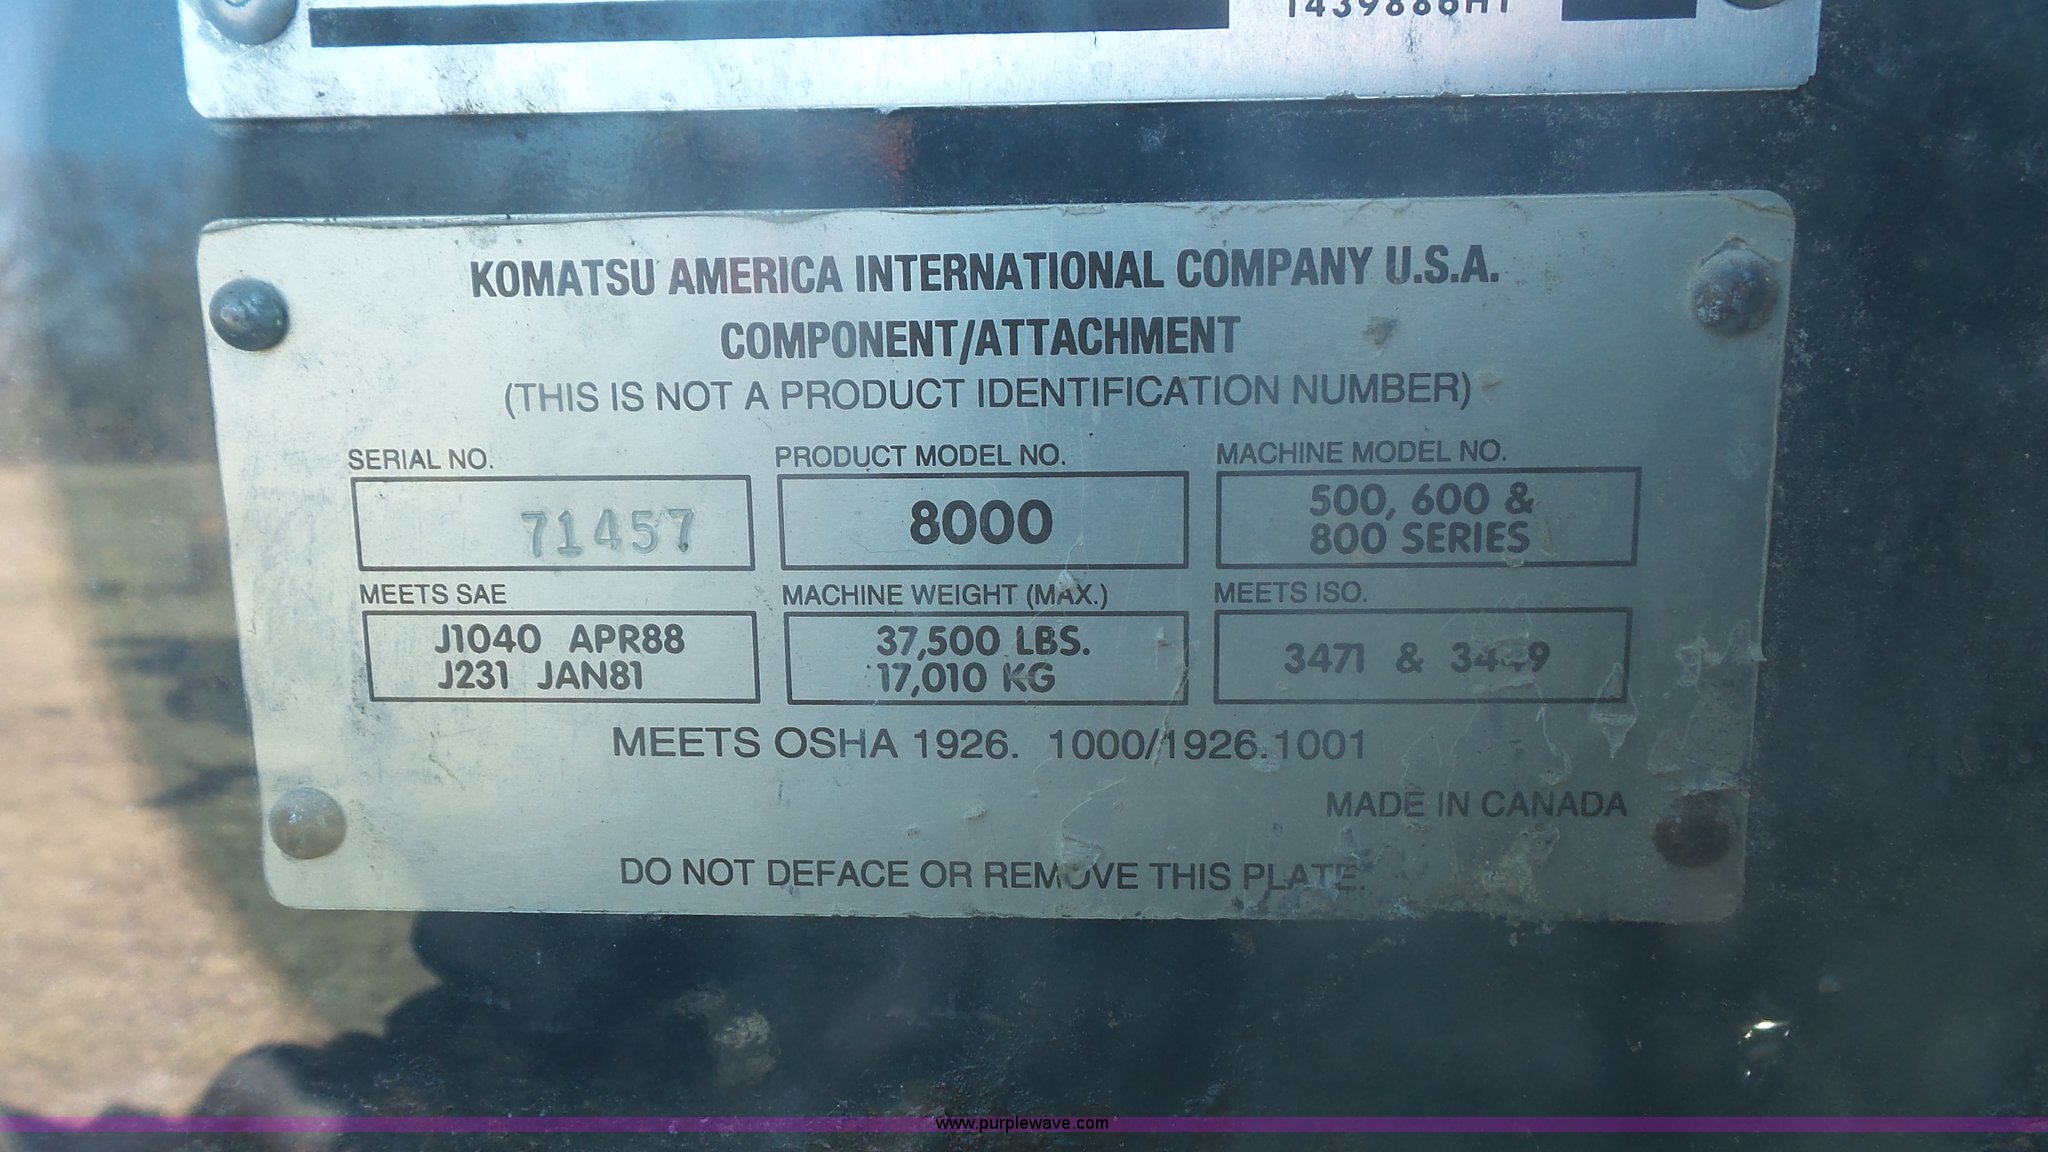 1439886H1
KOMATSU AMERICA INTERNATIONAL COMPANY U.S.A.
COMPONENT/ATTACHMENT
(THIS IS NOT A PRODUCT IDENTIFICATION NUMBER)
SERIAL NO. PRODUCT MODEL NO. MACHINE MODEL NO.
71457 8000 500, 600 &
800 SERIES
MEETS SAE MACHINE WEIGHT (MAX.) MEETS ISO.
J1040 APR88 37,500 LBS. 3471 & 3449
J231 JAN81 17,010 KG
MEETS OSHA 1926. 1000/1926.1001
MADE IN CANADA
DO NOT DEFACE OR REMOVE THIS PLATE.
www.purplewave.com